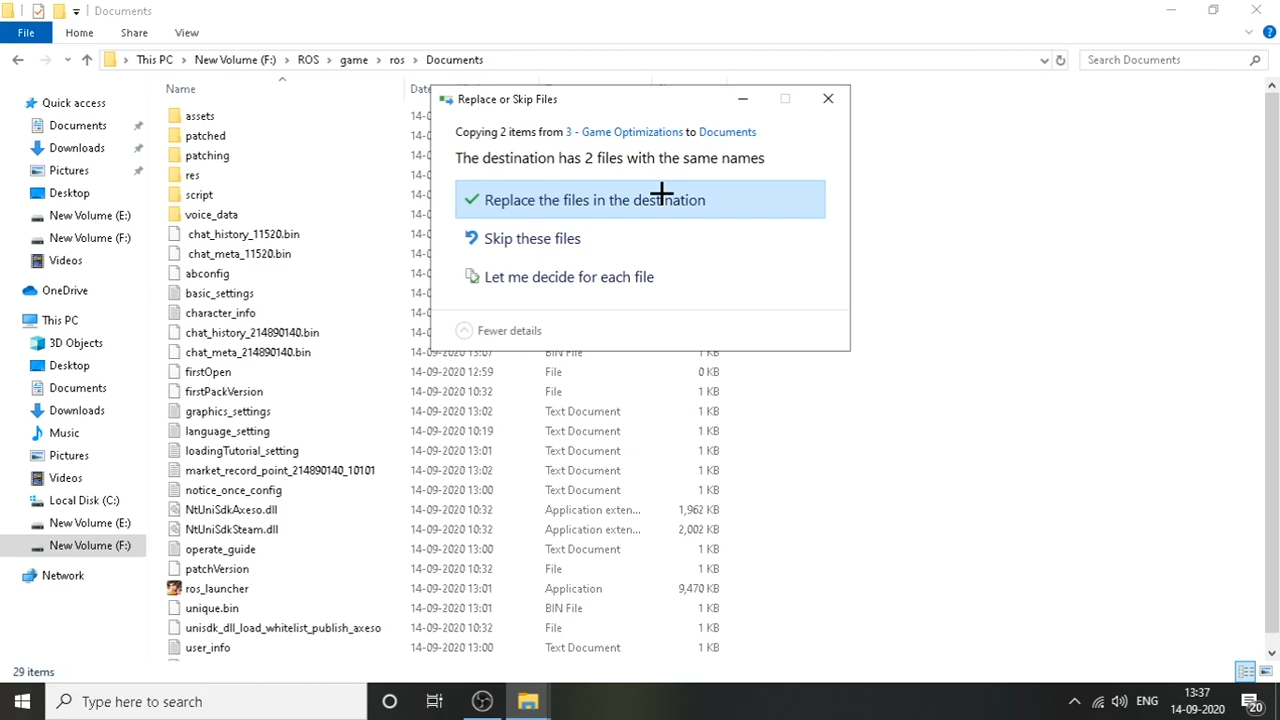 Documents
File
Home
Share
View
This PC
New Volume (F:)
ROS
game
ros
Documents
Search Documents
Quick access
Documents
Downloads
Pictures
Desktop
New Volume (E:)
New Volume (F:)
Videos
OneDrive
This PC
3D Objects
Desktop
Documents
Downloads
Music
Pictures
Videos
Local Disk (C:)
New Volume (E:)
New Volume (F:)
Network
Name
assets
patched
patching
res
script
voice_data
chat_history_11520.bin
chat_meta_11520.bin
abconfig
basic_settings
character_info
chat_history_214890140.bin
chat_meta_214890140.bin 14-09-2020 13:07 BIN File 1 KB
firstOpen 14-09-2020 12:59 File 0 KB
firstPackVersion 14-09-2020 10:32 File 1 KB
graphics_settings 14-09-2020 13:02 Text Document 1 KB
language_setting 14-09-2020 10:19 Text Document 1 KB
loadingTutorial_setting 14-09-2020 13:01 Text Document 1 KB
market_record_point_214890140_10101 14-09-2020 13:02 Text Document 1 KB
notice_once_config 14-09-2020 13:00 Text Document 1 KB
NtUniSdkAxeso.dll 14-09-2020 10:32 Application exten... 1,962 KB
NtUniSdkSteam.dll 14-09-2020 10:32 Application exten... 2,002 KB
operate_guide 14-09-2020 13:00 Text Document 1 KB
patchVersion 14-09-2020 10:32 File 1 KB
ros_launcher 14-09-2020 13:01 Application 9,470 KB
unique.bin 14-09-2020 13:01 BIN File 1 KB
unisdk_dll_load_whitelist_publish_axeso 14-09-2020 10:32 File 1 KB
user_info 14-09-2020 13:00 Text Document 1 KB
Replace or Skip Files
Copying 2 items from 3 - Game Optimizations to Documents
The destination has 2 files with the same names
Replace the files in the destination
Skip these files
Let me decide for each file
Fewer details
29 items
Type here to search
ENG
13:37
14-09-2020
20